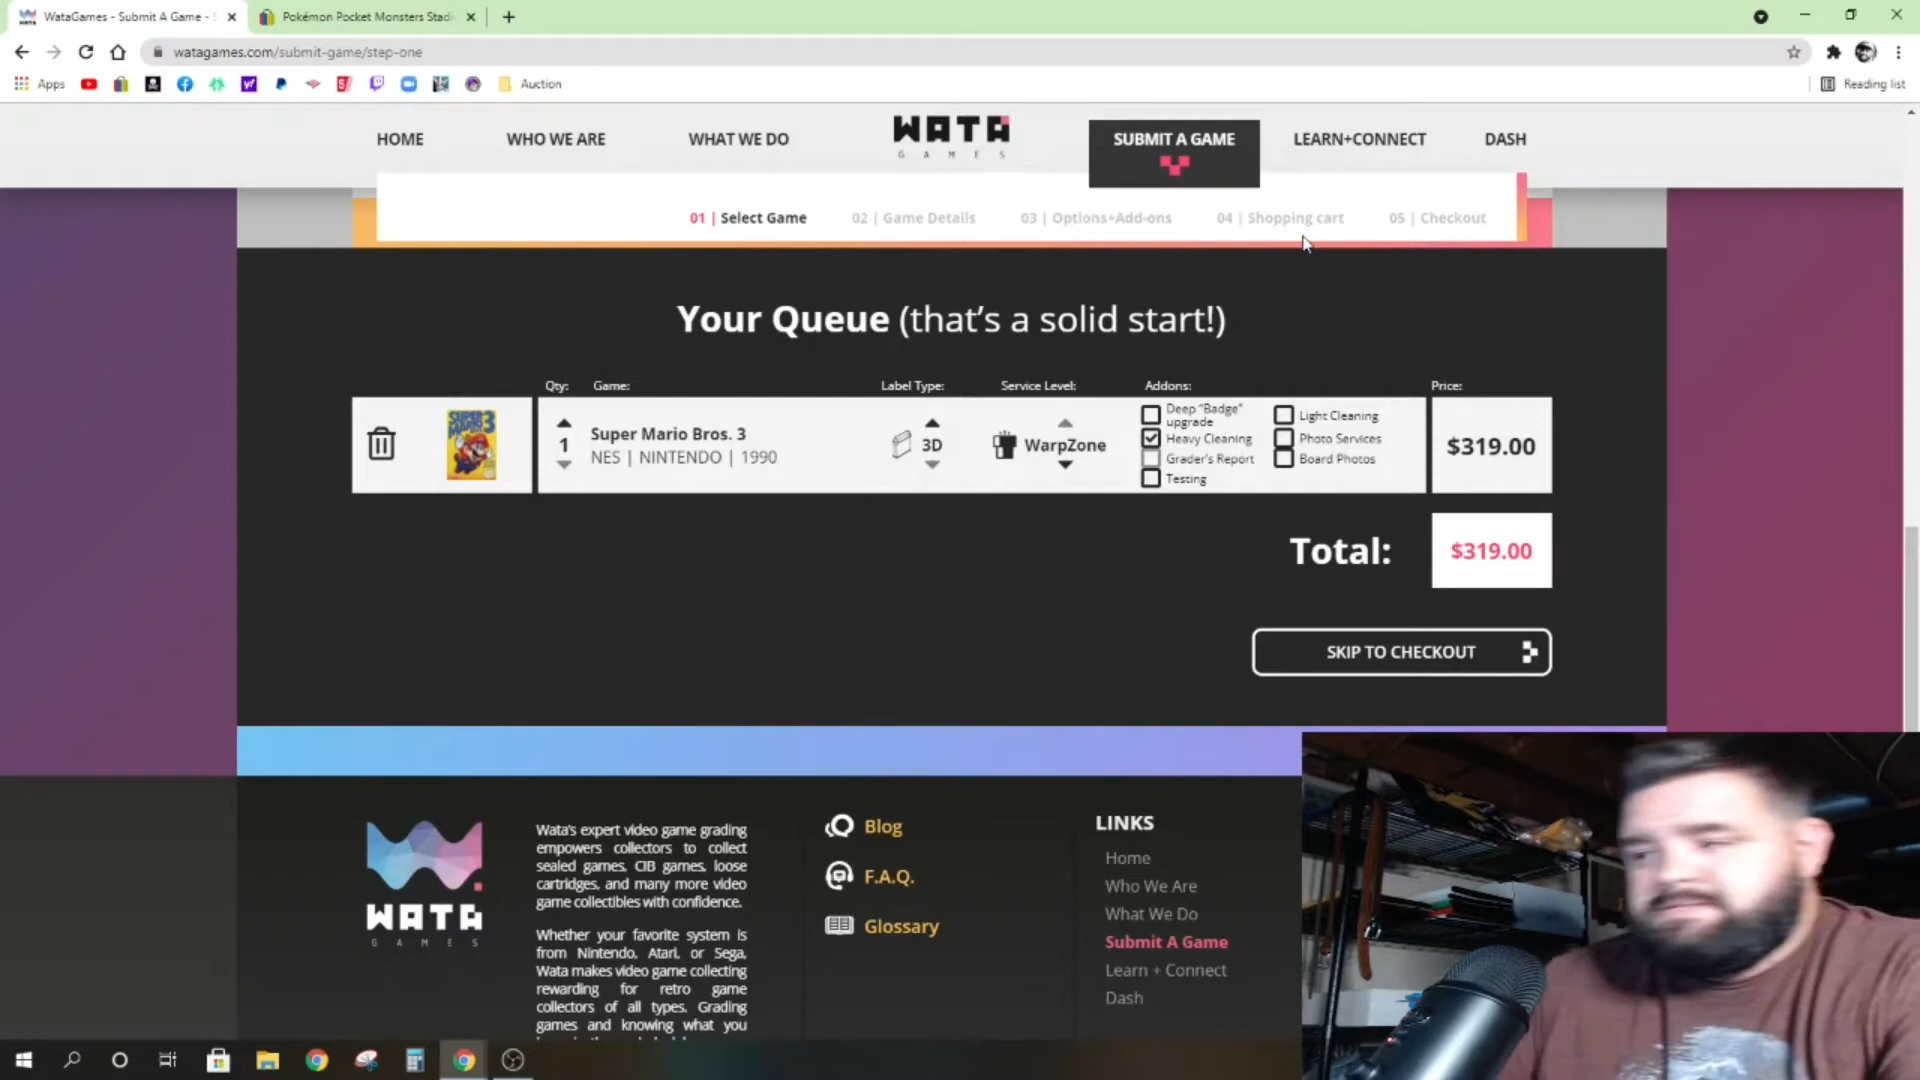 WataGames - Submit A Game - S
Pokémon Pocket Monsters Stadi
watagames.com/submit-game/step-one
Apps
Auction
Reading list
HOME
WHO WE ARE
WHAT WE DO
WATA
GAMES
SUBMIT A GAME
LEARN+CONNECT
DASH
01 | Select Game
02 | Game Details
03 | Options+Add-ons
04 | Shopping cart
05 | Checkout
Your Queue (that's a solid start!)
Qty: Game: Label Type: Service Level: Addons: Price:
SUPER MARIO BROS. 3
1
Super Mario Bros. 3
NES | NINTENDO | 1990
3D
WarpZone
Deep "Badge"
upgrade
Heavy Cleaning
Grader's Report
Testing
Light Cleaning
Photo Services
Board Photos
$319.00
Total: $319.00
SKIP TO CHECKOUT
WATA
GAMES
Wata's expert video game grading
empowers collectors to collect
sealed games, CIB games, loose
cartridges, and many more video
game collectibles with confidence.
Whether your favorite system is
from Nintendo, Atari, or Sega,
Wata makes video game collecting
rewarding for retro game
collectors of all types. Grading
games and knowing what you
Blog
F.A.Q.
Glossary
LINKS
Home
Who We Are
What We Do
Submit A Game
Learn + Connect
Dash